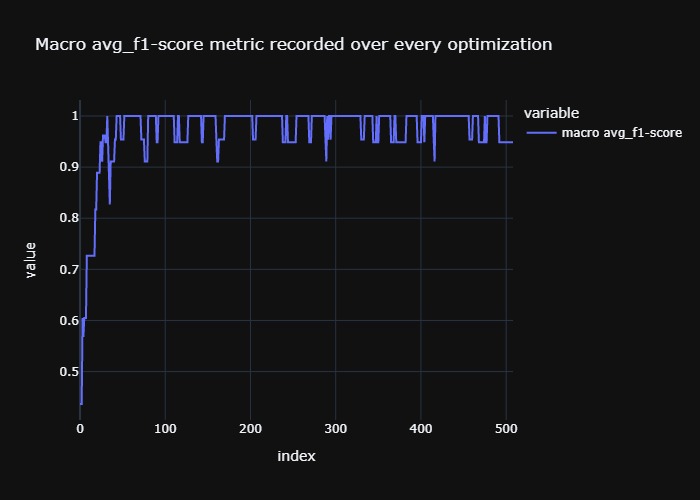 Macro avg_f1-score metric recorded over every optimization
variable
macro avg_f1-score
value
1
0.9
0.8
0.7
0.6
0.5
0 100 200 300 400 500
index